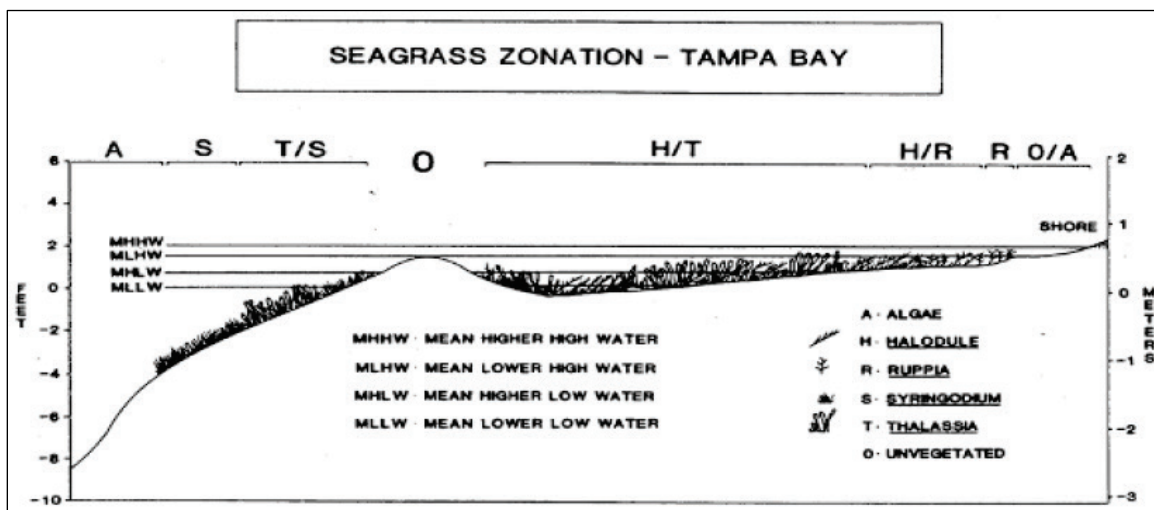 SEAGRASS ZONATION – TAMPA BAY
A S T/S O H/T H/R R O/A
6
4
2
0
-2
-4
-6
-8
-10
FEET
MHHW
MLHW
MHLW
MLLW
SHORE
2
1
0
-1
-2
-3
METERS
MHHW · MEAN HIGHER HIGH WATER
MLHW · MEAN LOWER HIGH WATER
MHLW · MEAN HIGHER LOW WATER
MLLW · MEAN LOWER LOW WATER
A · ALGAE
H · HALODULE
R · RUPPIA
S · SYRINGODIUM
T · THALASSIA
O · UNVEGETATED